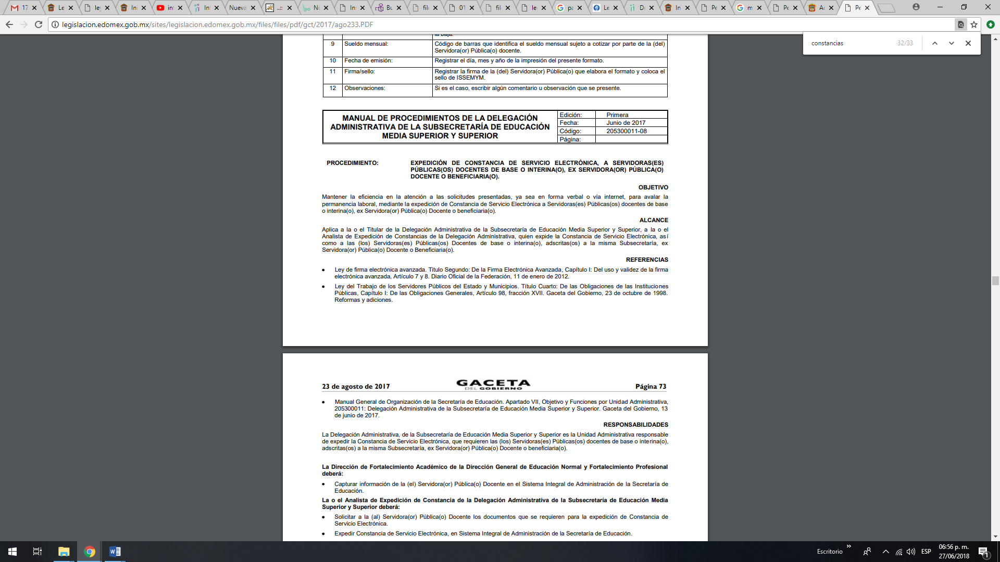 17
Le
le
In
int
In
Nueva
..::
No
In
Bu
file
01
file
le
pa
Le
De
In
Pe
m
Pe
Ac
Pe
legislacion.edomex.gob.mx/sites/legislacion.edomex.gob.mx/files/files/pdf/gct/2017/ago233.PDF
constancias 32/33
la baja.
9 Sueldo mensual: Código de barras que identifica el sueldo mensual sujeto a cotizar por parte de la (del)
Servidora(or) Pública(o) docente.
10 Fecha de emisión: Registrar el día, mes y año de la impresión del presente formato.
11 Firma/sello: Registrar la firma de la (del) Servidora(or) Pública(o) que elabora el formato y coloca el
sello de ISSEMYM.
12 Observaciones: Si es el caso, escribir algún comentario u observación que se presente.
MANUAL DE PROCEDIMIENTOS DE LA DELEGACIÓN
ADMINISTRATIVA DE LA SUBSECRETARÍA DE EDUCACIÓN
MEDIA SUPERIOR Y SUPERIOR
Edición: Primera
Fecha: Junio de 2017
Código: 205300011-08
Página:
PROCEDIMIENTO: EXPEDICIÓN DE CONSTANCIA DE SERVICIO ELECTRÓNICA, A SERVIDORAS(ES)
PÚBLICAS(OS) DOCENTES DE BASE O INTERINA(O), EX SERVIDORA(OR) PÚBLICA(O)
DOCENTE O BENEFICIARIA(O).
OBJETIVO
Mantener la eficiencia en la atención a las solicitudes presentadas, ya sea en forma verbal o vía internet, para avalar la
permanencia laboral, mediante la expedición de Constancia de Servicio Electrónica a Servidoras(es) Públicas(os) docentes de base
o interina(o), ex Servidora(or) Pública(o) Docente o beneficiaria(o).
ALCANCE
Aplica a la o el Titular de la Delegación Administrativa de la Subsecretaría de Educación Media Superior y Superior, a la o el
Analista de Expedición de Constancias de la Delegación Administrativa, quien expide la Constancia de Servicio Electrónica, así
como a las (los) Servidoras(es) Públicas(os) Docentes de base o interina(o), adscritas(os) a la misma Subsecretaría, ex
Servidora(or) Pública(o) Docente o Beneficiaria(o).
REFERENCIAS
• Ley de firma electrónica avanzada. Titulo Segundo: De la Firma Electrónica Avanzada, Capítulo I: Del uso y validez de la firma
electrónica avanzada, Artículo 7 y 8. Diario Oficial de la Federación, 11 de enero de 2012.
• Ley del Trabajo de los Servidores Públicos del Estado y Municipios. Título Cuarto: De las Obligaciones de las Instituciones
Públicas, Capítulo I: De las Obligaciones Generales, Artículo 98, fracción XVII. Gaceta del Gobierno, 23 de octubre de 1998.
Reformas y adiciones.
23 de agosto de 2017 GACETA DEL GOBIERNO Página 73
• Manual General de Organización de la Secretaría de Educación. Apartado VII, Objetivo y Funciones por Unidad Administrativa,
205300011: Delegación Administrativa de la Subsecretaría de Educación Media Superior y Superior. Gaceta del Gobierno, 13
de junio de 2017.
RESPONSABILIDADES
La Delegación Administrativa, de la Subsecretaría de Educación Media Superior y Superior es la Unidad Administrativa responsable
de expedir la Constancia de Servicio Electrónica, que requieren las (los) Servidoras(es) Públicas(os) docentes de base o interina(o),
adscritas(os) a la misma Subsecretaría, ex Servidora(or) Pública(o) Docente o beneficiaria(o).
La Dirección de Fortalecimiento Académico de la Dirección General de Educación Normal y Fortalecimiento Profesional
deberá:
• Capturar información de la (el) Servidora(or) Pública(o) Docente en el Sistema Integral de Administración de la Secretaría de
Educación.
La o el Analista de Expedición de Constancia de la Delegación Administrativa de la Subsecretaría de Educación Media
Superior y Superior deberá:
• Solicitar a la (al) Servidora(or) Pública(o) Docente los documentos que se requieren para la expedición de Constancia de
Servicio Electrónica.
• Expedir Constancia de Servicio Electrónica, en Sistema Integral de Administración de la Secretaría de Educación.
Escritorio » ESP 06:56 p. m.
27/06/2018
1